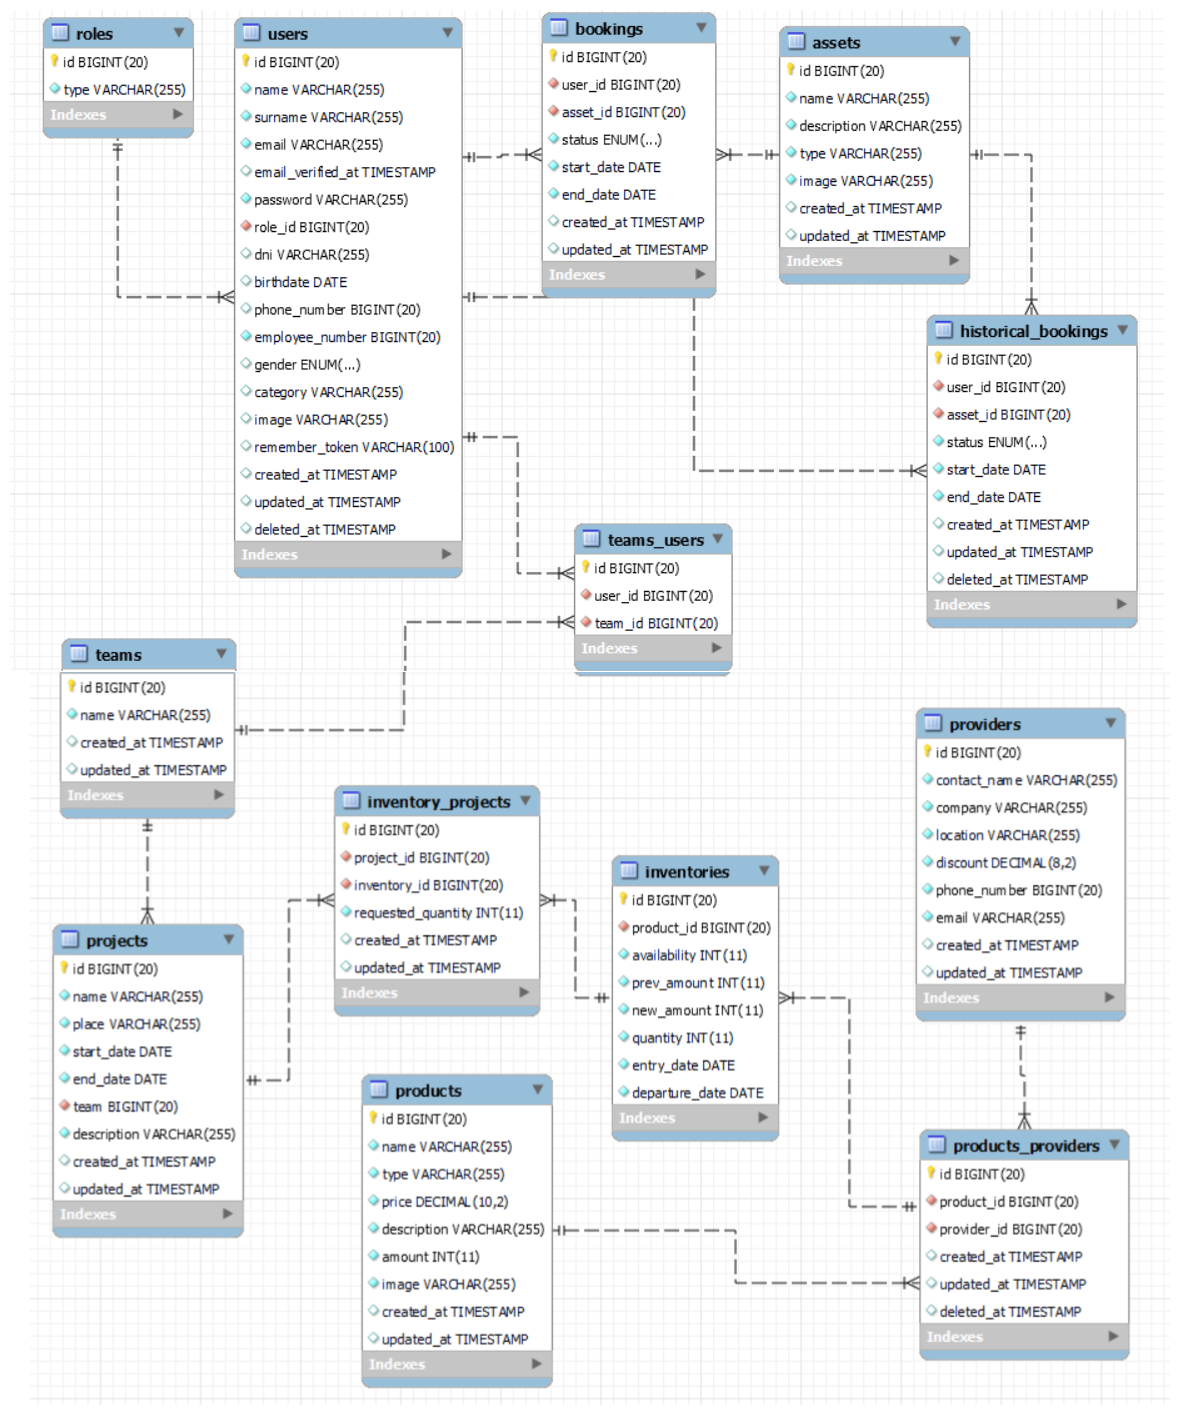 roles
id BIGINT(20)
type VARCHAR(255)
Indexes
users
id BIGINT(20)
name VARCHAR(255)
surname VARCHAR(255)
email VARCHAR(255)
email_verified_at TIMESTAMP
password VARCHAR(255)
role_id BIGINT(20)
dni VARCHAR(255)
birthdate DATE
phone_number BIGINT(20)
employee_number BIGINT(20)
gender ENUM(...)
category VARCHAR(255)
image VARCHAR(255)
remember_token VARCHAR(100)
created_at TIMESTAMP
updated_at TIMESTAMP
deleted_at TIMESTAMP
Indexes
bookings
id BIGINT(20)
user_id BIGINT(20)
asset_id BIGINT(20)
status ENUM(...)
start_date DATE
end_date DATE
created_at TIMESTAMP
updated_at TIMESTAMP
Indexes
assets
id BIGINT(20)
name VARCHAR(255)
description VARCHAR(255)
type VARCHAR(255)
image VARCHAR(255)
created_at TIMESTAMP
updated_at TIMESTAMP
Indexes
historical_bookings
id BIGINT(20)
user_id BIGINT(20)
asset_id BIGINT(20)
status ENUM(...)
start_date DATE
end_date DATE
created_at TIMESTAMP
updated_at TIMESTAMP
deleted_at TIMESTAMP
Indexes
teams_users
id BIGINT(20)
user_id BIGINT(20)
team_id BIGINT(20)
Indexes
teams
id BIGINT(20)
name VARCHAR(255)
created_at TIMESTAMP
updated_at TIMESTAMP
Indexes
providers
id BIGINT(20)
contact_name VARCHAR(255)
company VARCHAR(255)
location VARCHAR(255)
discount DECIMAL(8,2)
phone_number BIGINT(20)
email VARCHAR(255)
created_at TIMESTAMP
updated_at TIMESTAMP
Indexes
inventory_projects
id BIGINT(20)
project_id BIGINT(20)
inventory_id BIGINT(20)
requested_quantity INT(11)
created_at TIMESTAMP
updated_at TIMESTAMP
Indexes
inventories
id BIGINT(20)
product_id BIGINT(20)
availability INT(11)
prev_amount INT(11)
new_amount INT(11)
quantity INT(11)
entry_date DATE
departure_date DATE
Indexes
projects
id BIGINT(20)
name VARCHAR(255)
place VARCHAR(255)
start_date DATE
end_date DATE
team BIGINT(20)
description VARCHAR(255)
created_at TIMESTAMP
updated_at TIMESTAMP
Indexes
products
id BIGINT(20)
name VARCHAR(255)
type VARCHAR(255)
price DECIMAL(10,2)
description VARCHAR(255)
amount INT(11)
image VARCHAR(255)
created_at TIMESTAMP
updated_at TIMESTAMP
Indexes
products_providers
id BIGINT(20)
product_id BIGINT(20)
provider_id BIGINT(20)
created_at TIMESTAMP
updated_at TIMESTAMP
deleted_at TIMESTAMP
Indexes